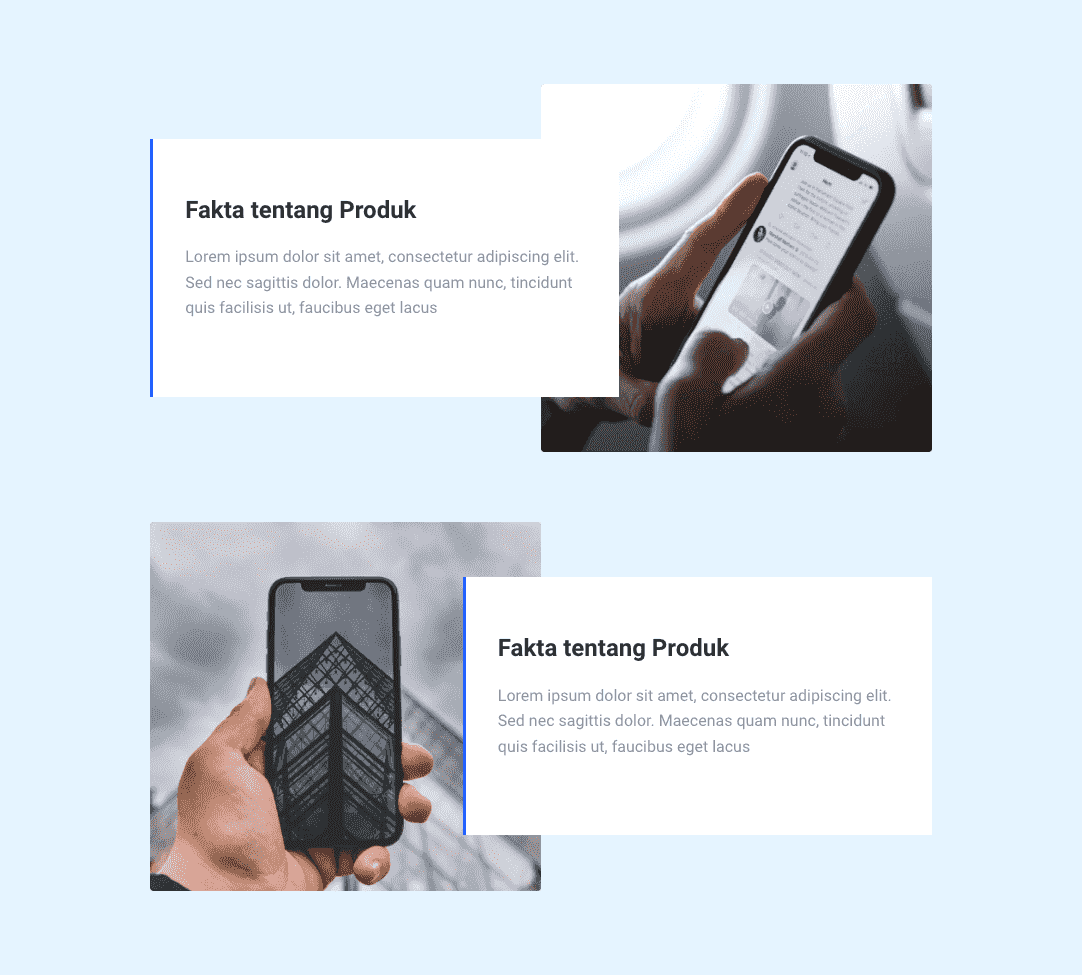 Fakta tentang Produk
Lorem ipsum dolor sit amet, consectetur adipiscing elit.
Sed nec sagittis dolor. Maecenas quam nunc, tincidunt
quis facilisis ut, faucibus eget lacus
Fakta tentang Produk
Lorem ipsum dolor sit amet, consectetur adipiscing elit.
Sed nec sagittis dolor. Maecenas quam nunc, tincidunt
quis facilisis ut, faucibus eget lacus